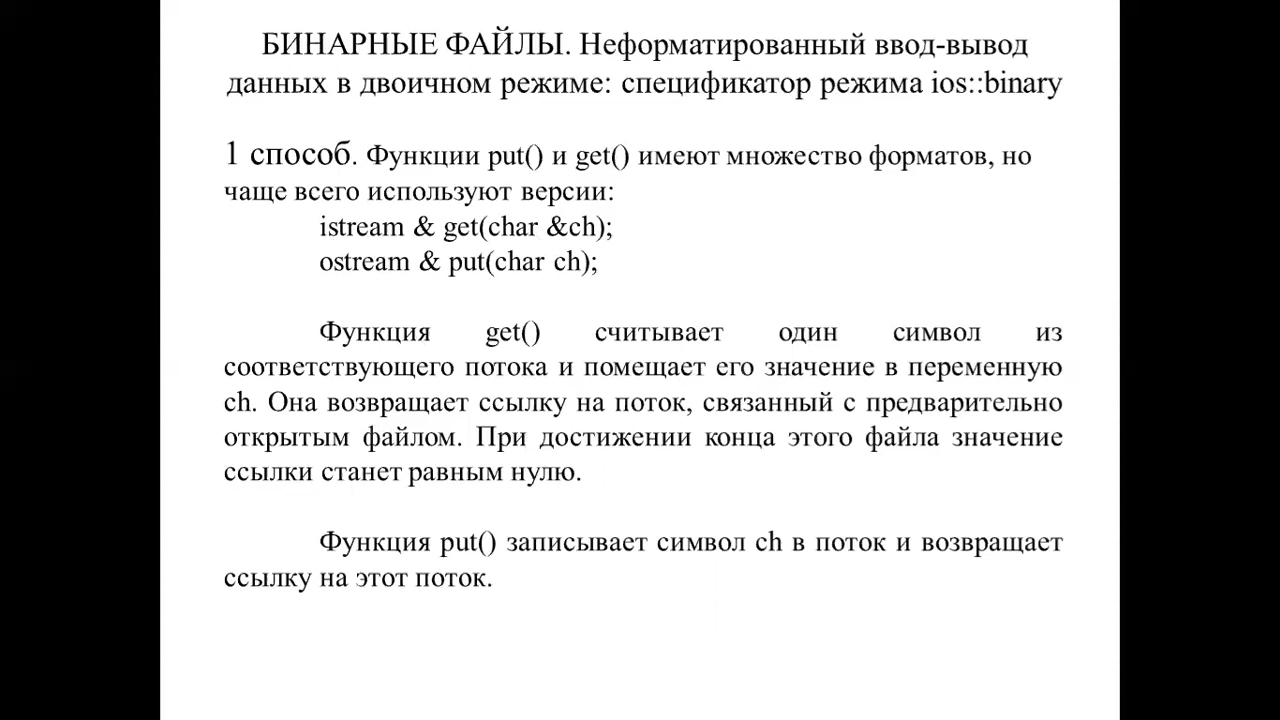 БИНАРНЫЕ ФАЙЛЫ. Неформатированный ввод-вывод
данных в двоичном режиме: спецификатор режима ios::binary
1 способ. Функции put() и get() имеют множество форматов, но
чаще всего используют версии:
istream & get(char &ch);
ostream & put(char ch);
Функция get() считывает один символ из
соответствующего потока и помещает его значение в переменную
ch. Она возвращает ссылку на поток, связанный с предварительно
открытым файлом. При достижении конца этого файла значение
ссылки станет равным нулю.
Функция put() записывает символ ch в поток и возвращает
ссылку на этот поток.